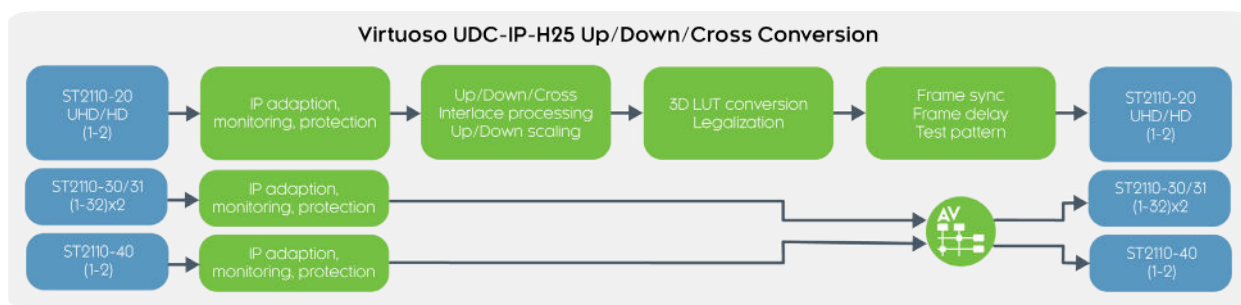 Virtuoso UDC-IP-H25 Up/Down/Cross Conversion
ST2110-20
UHD/HD
(1-2)
IP adaption,
monitoring, protection
Up/Down/Cross
Interlace processing
Up/Down scaling
3D LUT conversion
Legalization
Frame sync
Frame delay
Test pattern
ST2110-20
UHD/HD
(1-2)
ST2110-30/31
(1-32)x2
IP adaption,
monitoring, protection
AV
ST2110-30/31
(1-32)x2
ST2110-40
(1-2)
IP adaption,
monitoring, protection
ST2110-40
(1-2)